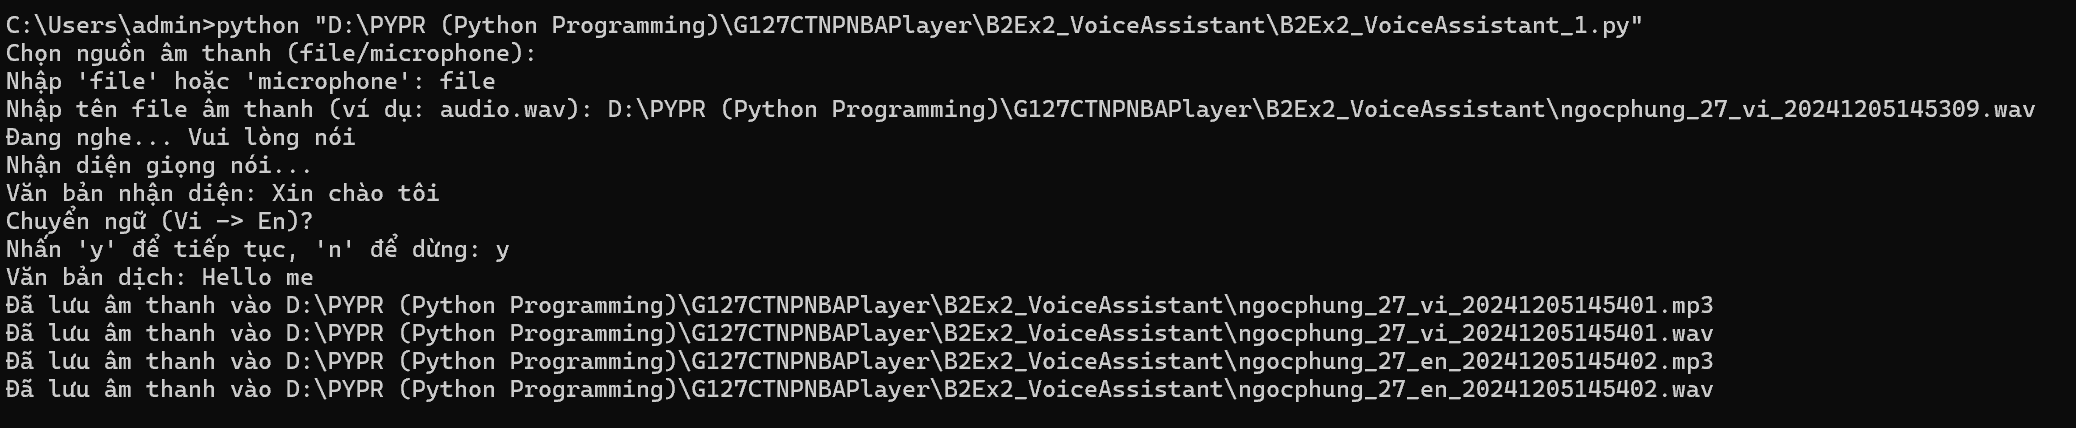 C:\Users\admin>python "D:\PYPR (Python Programming)\G127CTNPNBAPlayer\B2Ex2_VoiceAssistant\B2Ex2_VoiceAssistant_1.py"
Chọn nguồn âm thanh (file/microphone):
Nhập 'file' hoặc 'microphone': file
Nhập tên file âm thanh (ví dụ: audio.wav): D:\PYPR (Python Programming)\G127CTNPNBAPlayer\B2Ex2_VoiceAssistant\ngocphung_27_vi_20241205145309.wav
Đang nghe... Vui lòng nói
Nhận diện giọng nói...
Văn bản nhận diện: Xin chào tôi
Chuyển ngữ (Vi -> En)?
Nhấn 'y' để tiếp tục, 'n' để dừng: y
Văn bản dịch: Hello me
Đã lưu âm thanh vào D:\PYPR (Python Programming)\G127CTNPNBAPlayer\B2Ex2_VoiceAssistant\ngocphung_27_vi_20241205145401.mp3
Đã lưu âm thanh vào D:\PYPR (Python Programming)\G127CTNPNBAPlayer\B2Ex2_VoiceAssistant\ngocphung_27_vi_20241205145401.wav
Đã lưu âm thanh vào D:\PYPR (Python Programming)\G127CTNPNBAPlayer\B2Ex2_VoiceAssistant\ngocphung_27_en_20241205145402.mp3
Đã lưu âm thanh vào D:\PYPR (Python Programming)\G127CTNPNBAPlayer\B2Ex2_VoiceAssistant\ngocphung_27_en_20241205145402.wav